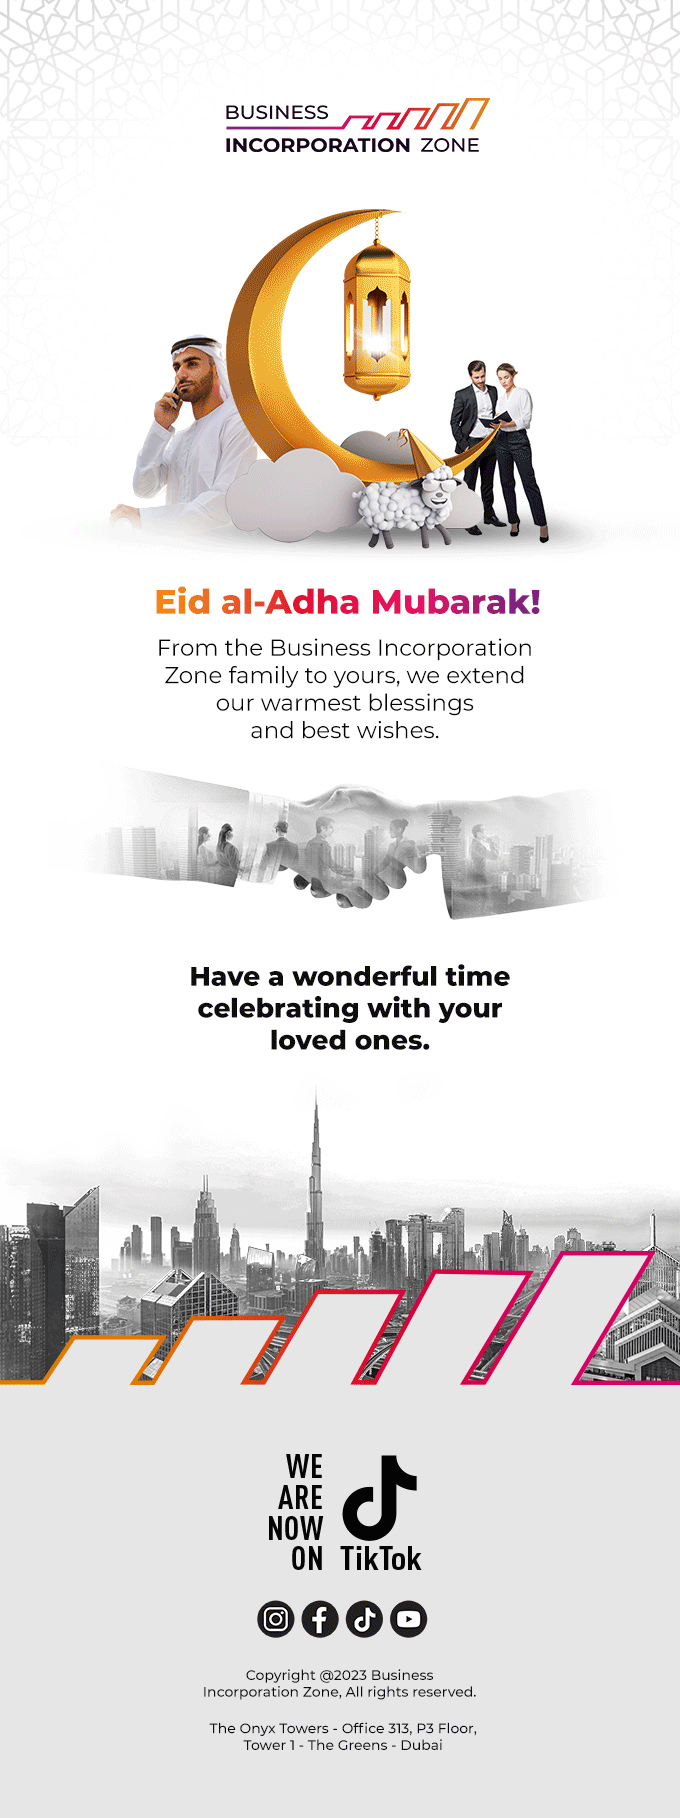 BUSINESS
INCORPORATION ZONE
Eid al-Adha Mubarak!
From the Business Incorporation
Zone family to yours, we extend
our warmest blessings
and best wishes.
Have a wonderful time
celebrating with your
loved ones.
WE
ARE
NOW
ON TikTok
Copyright @2023 Business
Incorporation Zone, All rights reserved.
The Onyx Towers - Office 313, P3 Floor,
Tower 1 - The Greens - Dubai